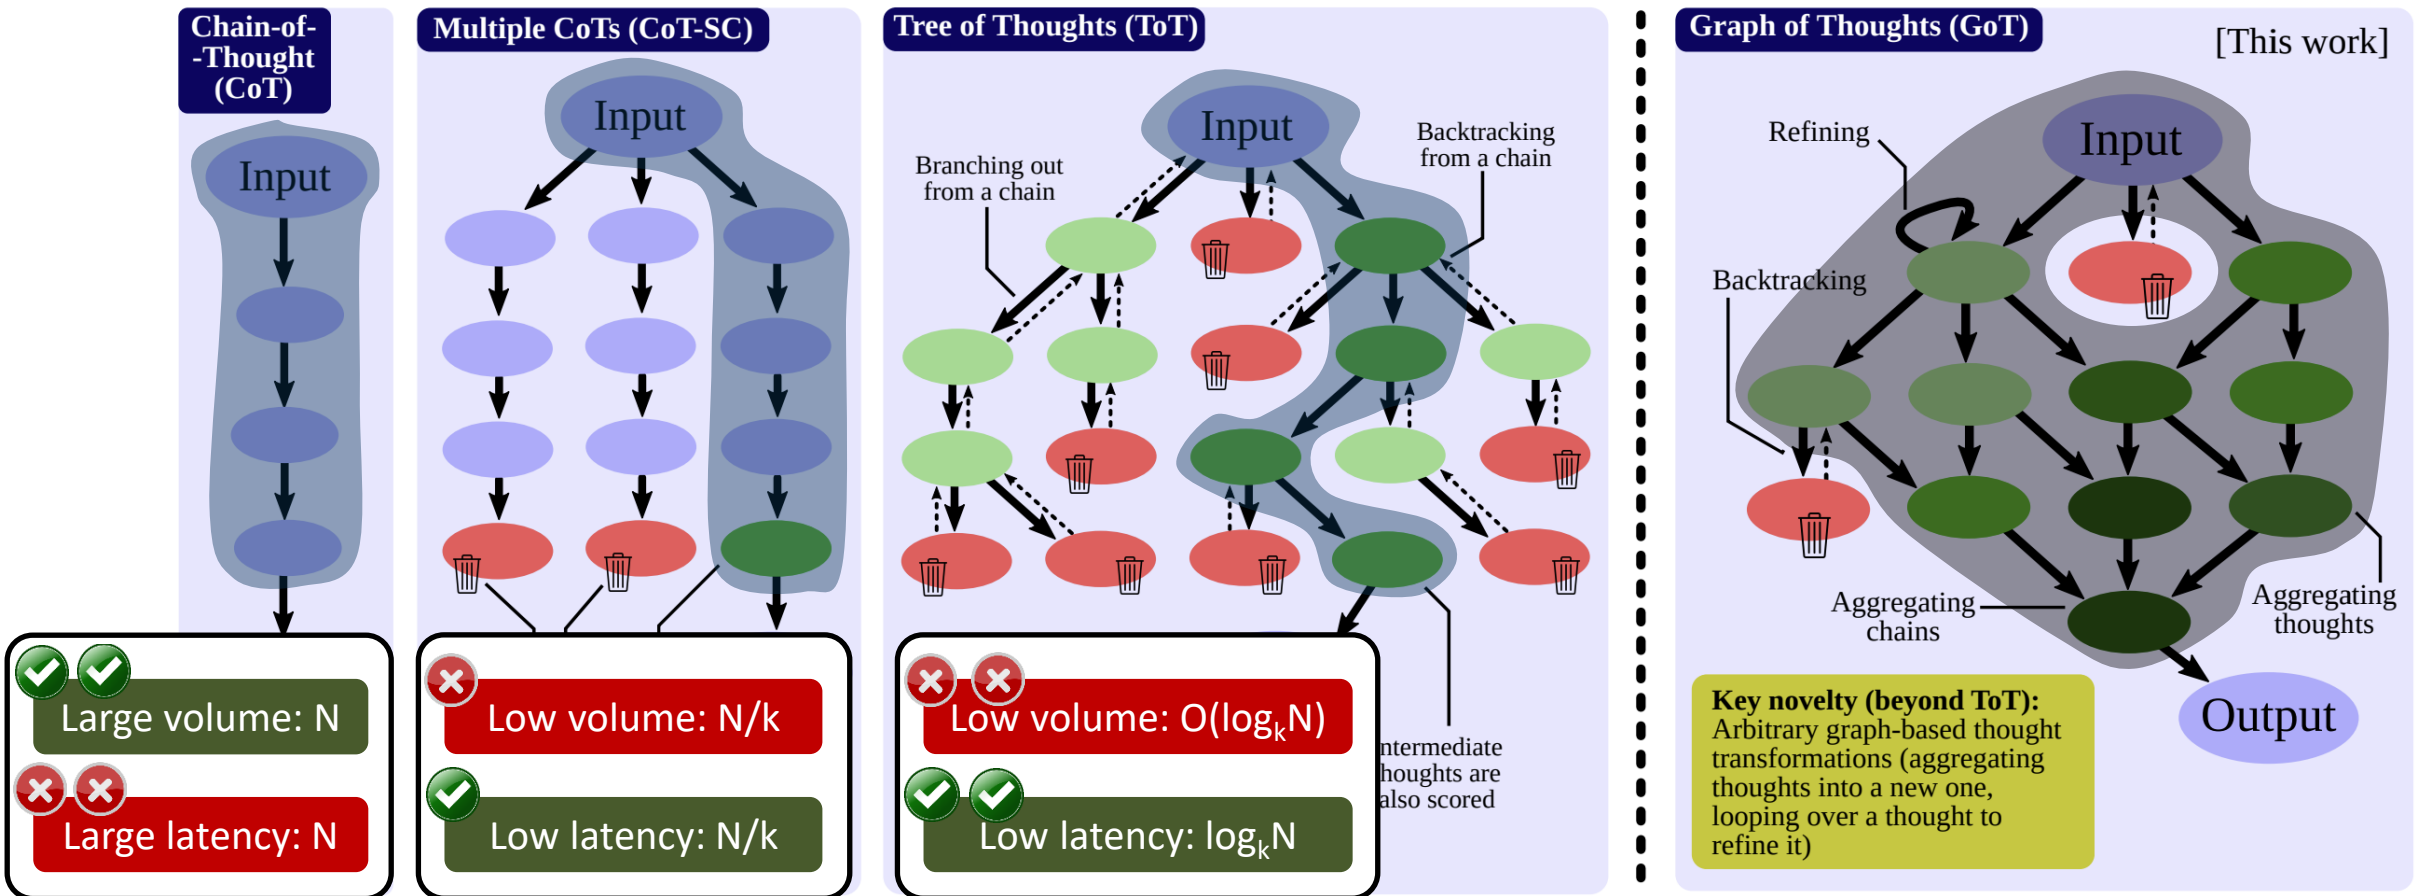 Chain-of-
-Thought
(CoT)
Input
Large volume: N
Large latency: N
Multiple CoTs (CoT-SC)
Input
Low volume: N/k
Low latency: N/k
Tree of Thoughts (ToT)
Input
Branching out
from a chain
Backtracking
from a chain
Low volume: O(logₖN)
Low latency: logₖN
ntermediate
houghts are
also scored
Graph of Thoughts (GoT)
[This work]
Input
Refining
Backtracking
Aggregating
chains
Aggregating
thoughts
Output
Key novelty (beyond ToT):
Arbitrary graph-based thought
transformations (aggregating
thoughts into a new one,
looping over a thought to
refine it)